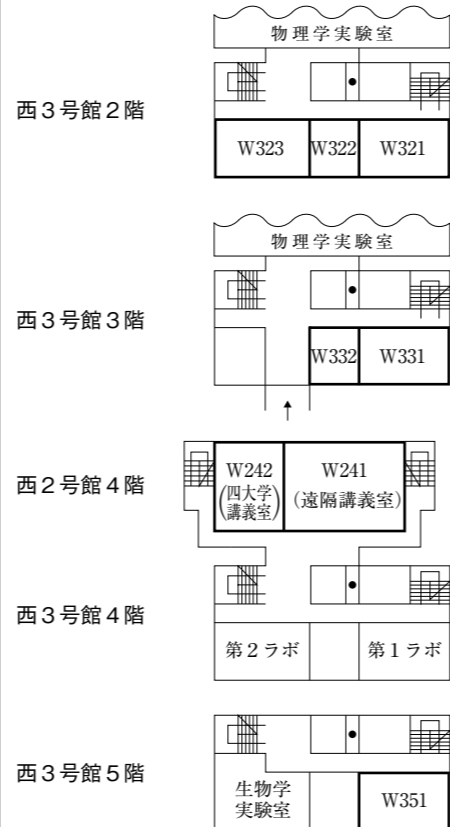 物理学実験室
西3号館2階
W323 W322 W321
物理学実験室
西3号館3階
W332 W331
西2号館4階
W242
(四大学
講義室)
W241
(遠隔講義室)
西3号館4階
第2ラボ 第1ラボ
西3号館5階
生物学
実験室
W351